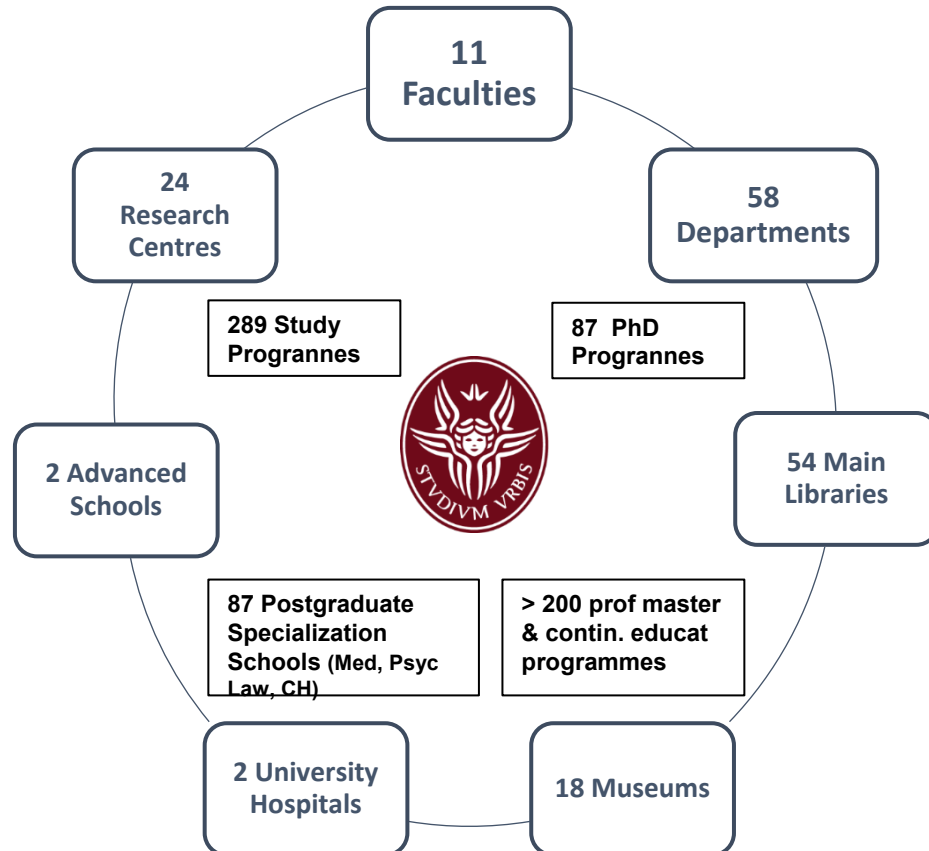 11
Faculties
24
Research
Centres
58
Departments
289 Study
Progrannes
87 PhD
Progrannes
STVDIVM VRBIS
2 Advanced
Schools
54 Main
Libraries
87 Postgraduate
Specialization
Schools (Med, Psyc
Law, CH)
> 200 prof master
& contin. educat
programmes
2 University
Hospitals
18 Museums